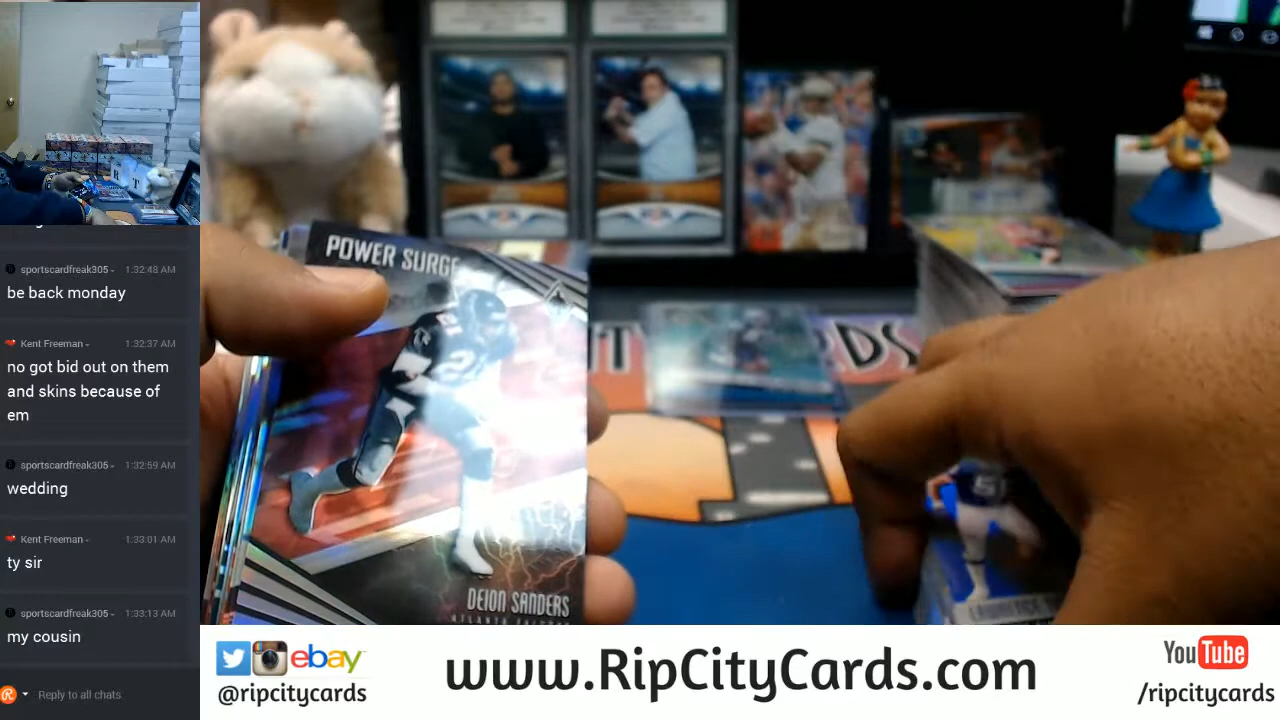 sportscardfreak305 1:32:48 AM
be back monday
Kent Freeman 1:32:37 AM
no got bid out on them
and skins because of
em
sportscardfreak305 1:32:59 AM
wedding
Kent Freeman 1:33:01 AM
ty sir
sportscardfreak305 1:33:13 AM
my cousin
Reply to all chats
POWER SURGE
DEION SANDERS
ebay
@ripcitycards
www.RipCityCards.com
YouTube
/ripcitycards